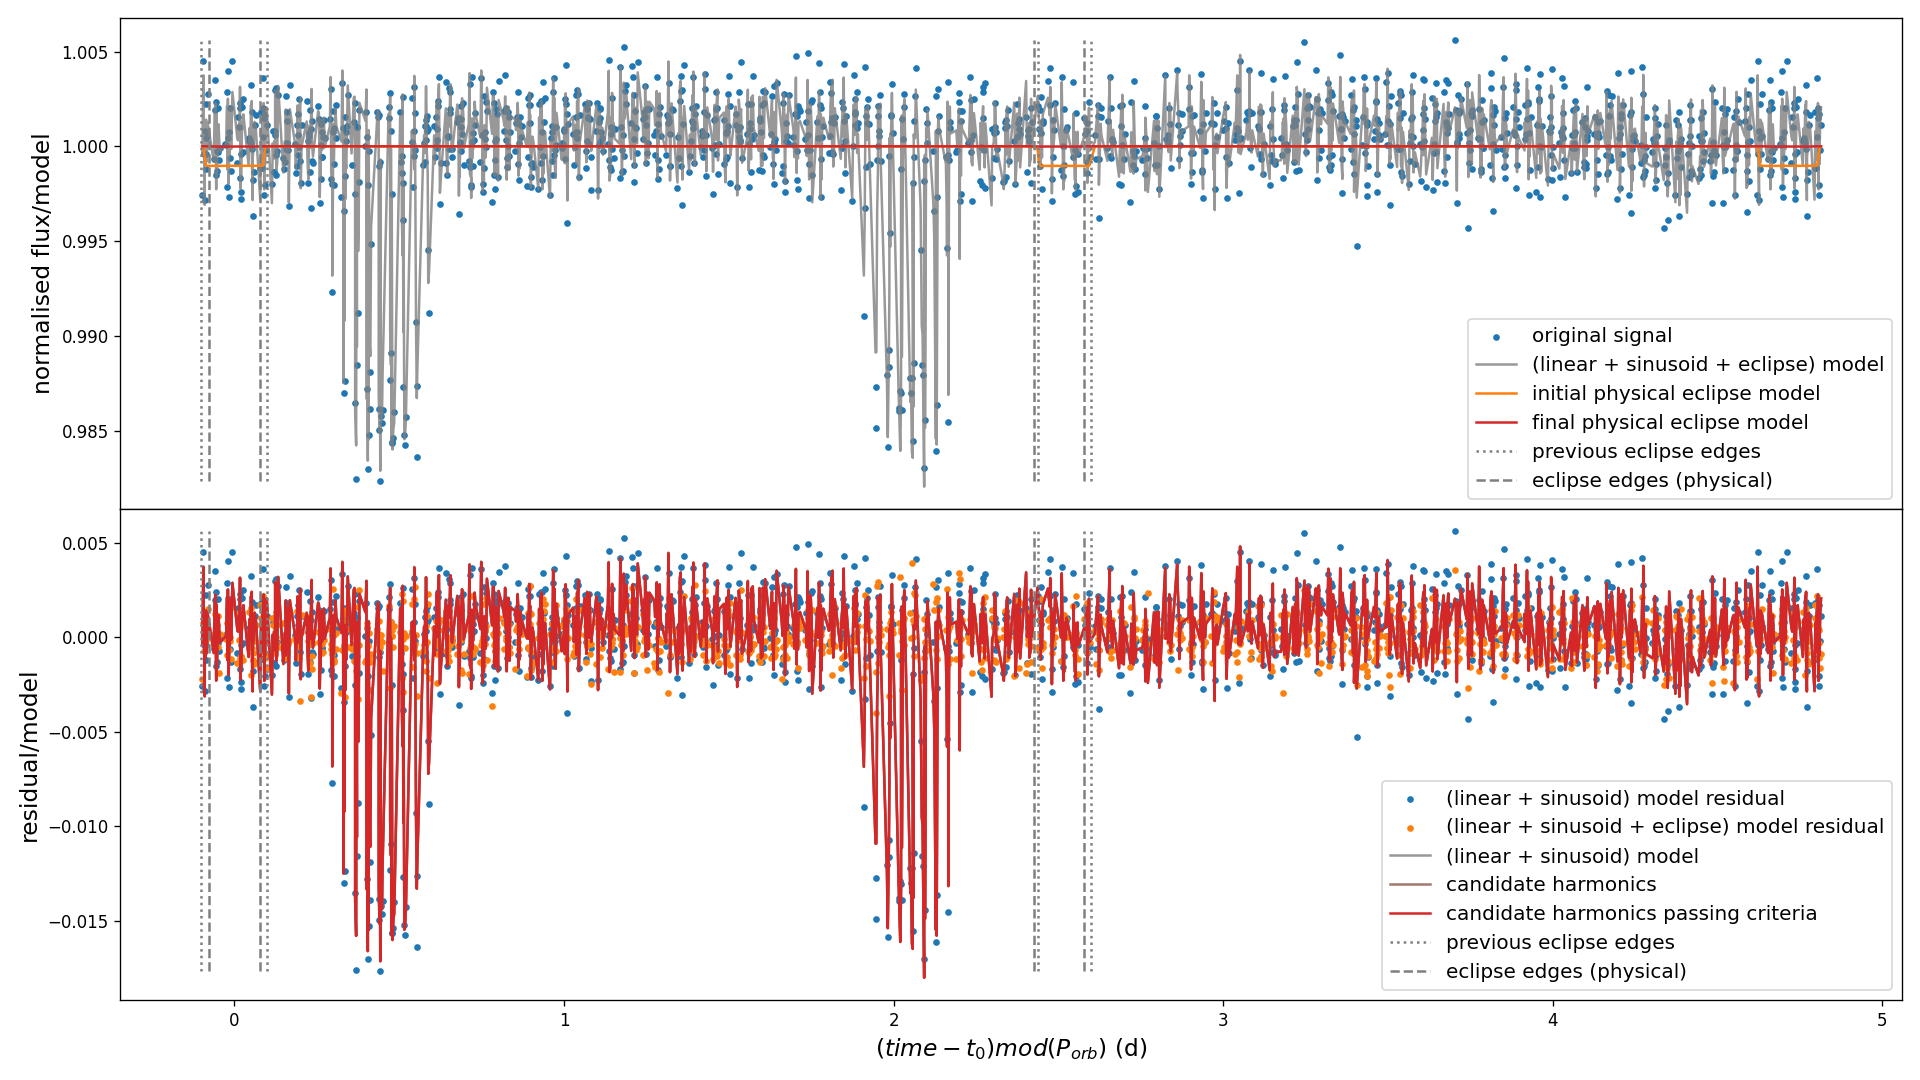 normalised flux/model
1.005
1.000
0.995
0.990
0.985
original signal
(linear + sinusoid + eclipse) model
initial physical eclipse model
final physical eclipse model
previous eclipse edges
eclipse edges (physical)
residual/model
0.005
0.000
−0.005
−0.010
−0.015
(linear + sinusoid) model residual
(linear + sinusoid + eclipse) model residual
(linear + sinusoid) model
candidate harmonics
candidate harmonics passing criteria
previous eclipse edges
eclipse edges (physical)
0 1 2 3 4 5
(time − t₀)mod(P_orb) (d)